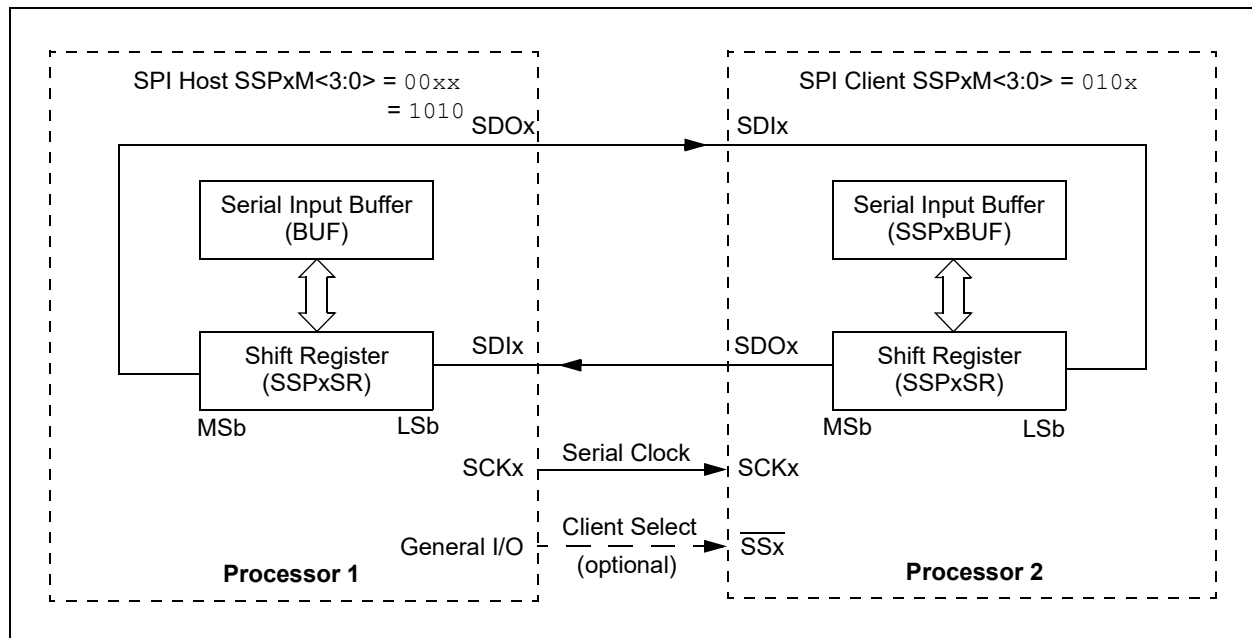 SPI Host SSPxM<3:0> = 00xx
= 1010
SPI Client SSPxM<3:0> = 010x
SDOx
SDIx
Serial Input Buffer
(BUF)
Serial Input Buffer
(SSPxBUF)
SDIx
SDOx
Shift Register
(SSPxSR)
Shift Register
(SSPxSR)
MSb
LSb
MSb
LSb
SCKx
Serial Clock
SCKx
General I/O
Client Select
(optional)
S̅S̅x̅
Processor 1
Processor 2